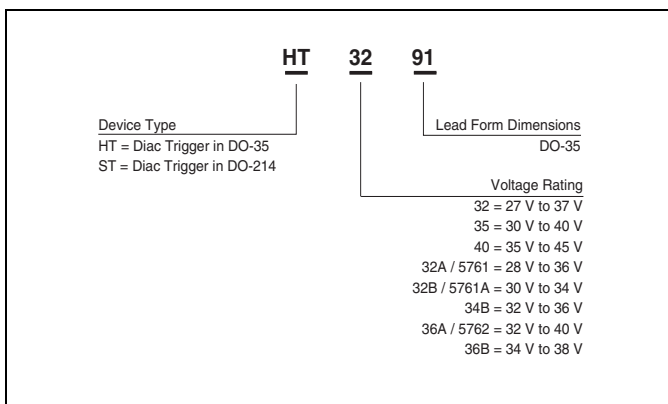 HT 32 91
Device Type
HT = Diac Trigger in DO-35
ST = Diac Trigger in DO-214
Lead Form Dimensions
DO-35
Voltage Rating
32 = 27 V to 37 V
35 = 30 V to 40 V
40 = 35 V to 45 V
32A / 5761 = 28 V to 36 V
32B / 5761A = 30 V to 34 V
34B = 32 V to 36 V
36A / 5762 = 32 V to 40 V
36B = 34 V to 38 V